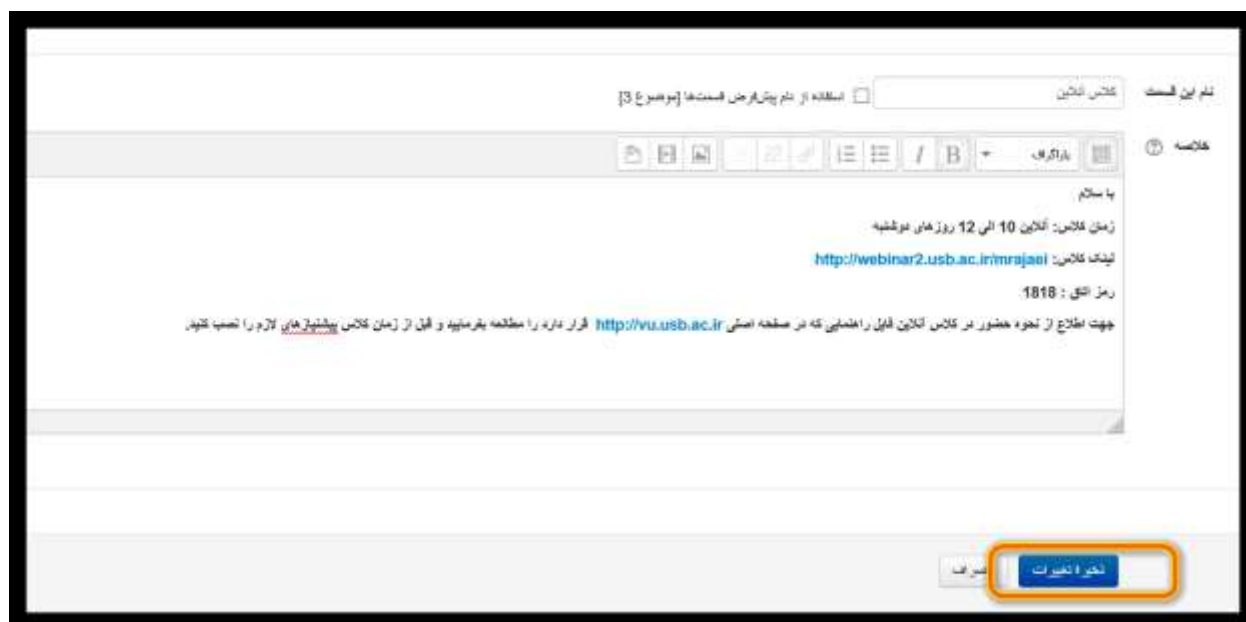 نام این قسمت
کلاس آنلاین
استفاده از نام پیش‌فرض قسمت‌ها [موضوع 3]
خلاصه
پاراگراف
B I
با سلام
زمان کلاس: آنلاین 10 الی 12 روزهای دوشنبه
لینک کلاس: http://webinar2.usb.ac.ir/mrajaei
رمز اتاق : 1818
جهت اطلاع از نحوه حضور در کلاس آنلاین فایل راهنمایی که در صفحه اصلی http://vu.usb.ac.ir قرار دارد را مطالعه بفرمایید و قبل از زمان کلاس پیشنیازهای لازم را نصب کنید.
ذخیرهٔ تغییرات